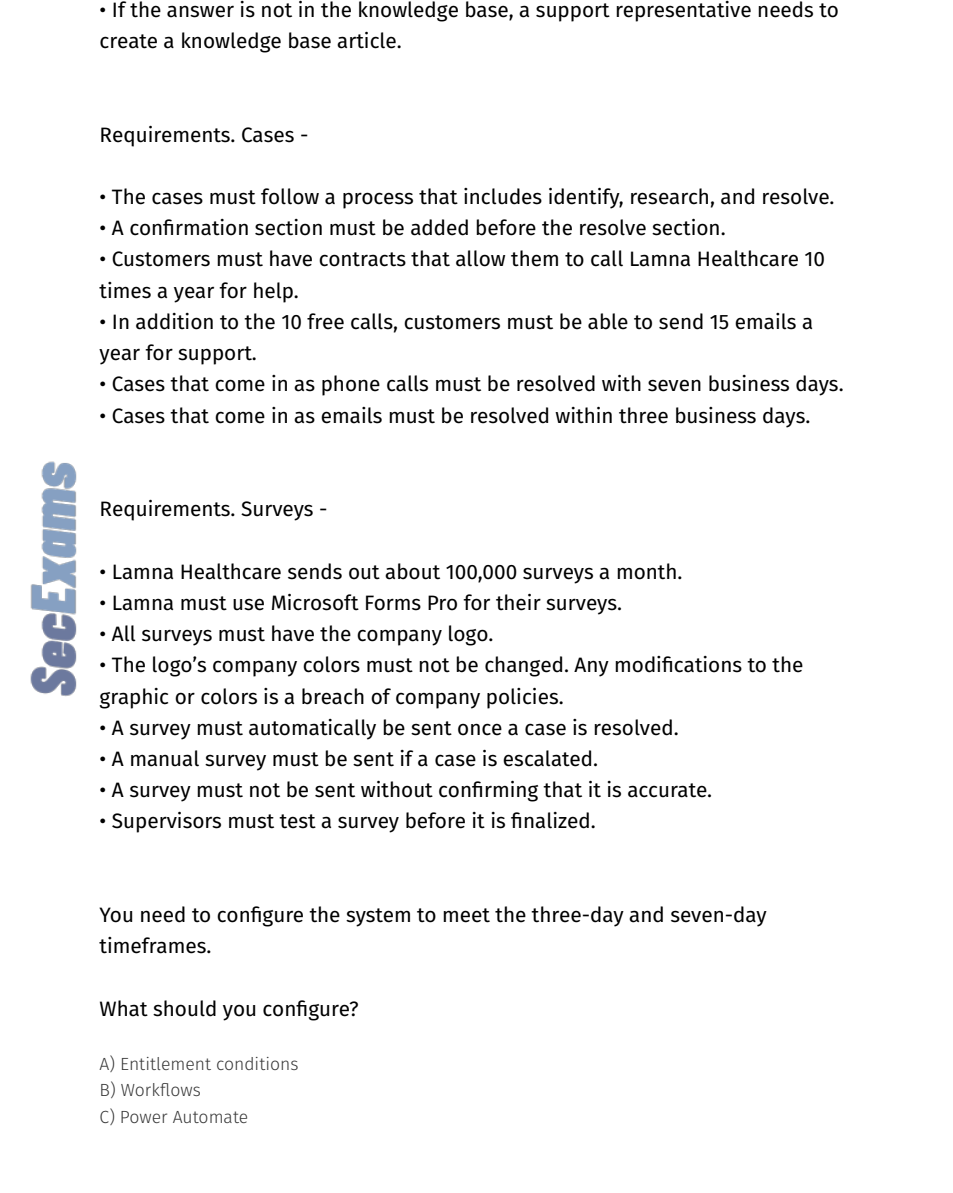 • If the answer is not in the knowledge base, a support representative needs to
create a knowledge base article.
Requirements. Cases -
• The cases must follow a process that includes identify, research, and resolve.
• A confirmation section must be added before the resolve section.
• Customers must have contracts that allow them to call Lamna Healthcare 10
times a year for help.
• In addition to the 10 free calls, customers must be able to send 15 emails a
year for support.
• Cases that come in as phone calls must be resolved with seven business days.
• Cases that come in as emails must be resolved within three business days.
SecExams
Requirements. Surveys -
• Lamna Healthcare sends out about 100,000 surveys a month.
• Lamna must use Microsoft Forms Pro for their surveys.
• All surveys must have the company logo.
• The logo’s company colors must not be changed. Any modifications to the
graphic or colors is a breach of company policies.
• A survey must automatically be sent once a case is resolved.
• A manual survey must be sent if a case is escalated.
• A survey must not be sent without confirming that it is accurate.
• Supervisors must test a survey before it is finalized.
You need to configure the system to meet the three-day and seven-day
timeframes.
What should you configure?
A) Entitlement conditions
B) Workflows
C) Power Automate